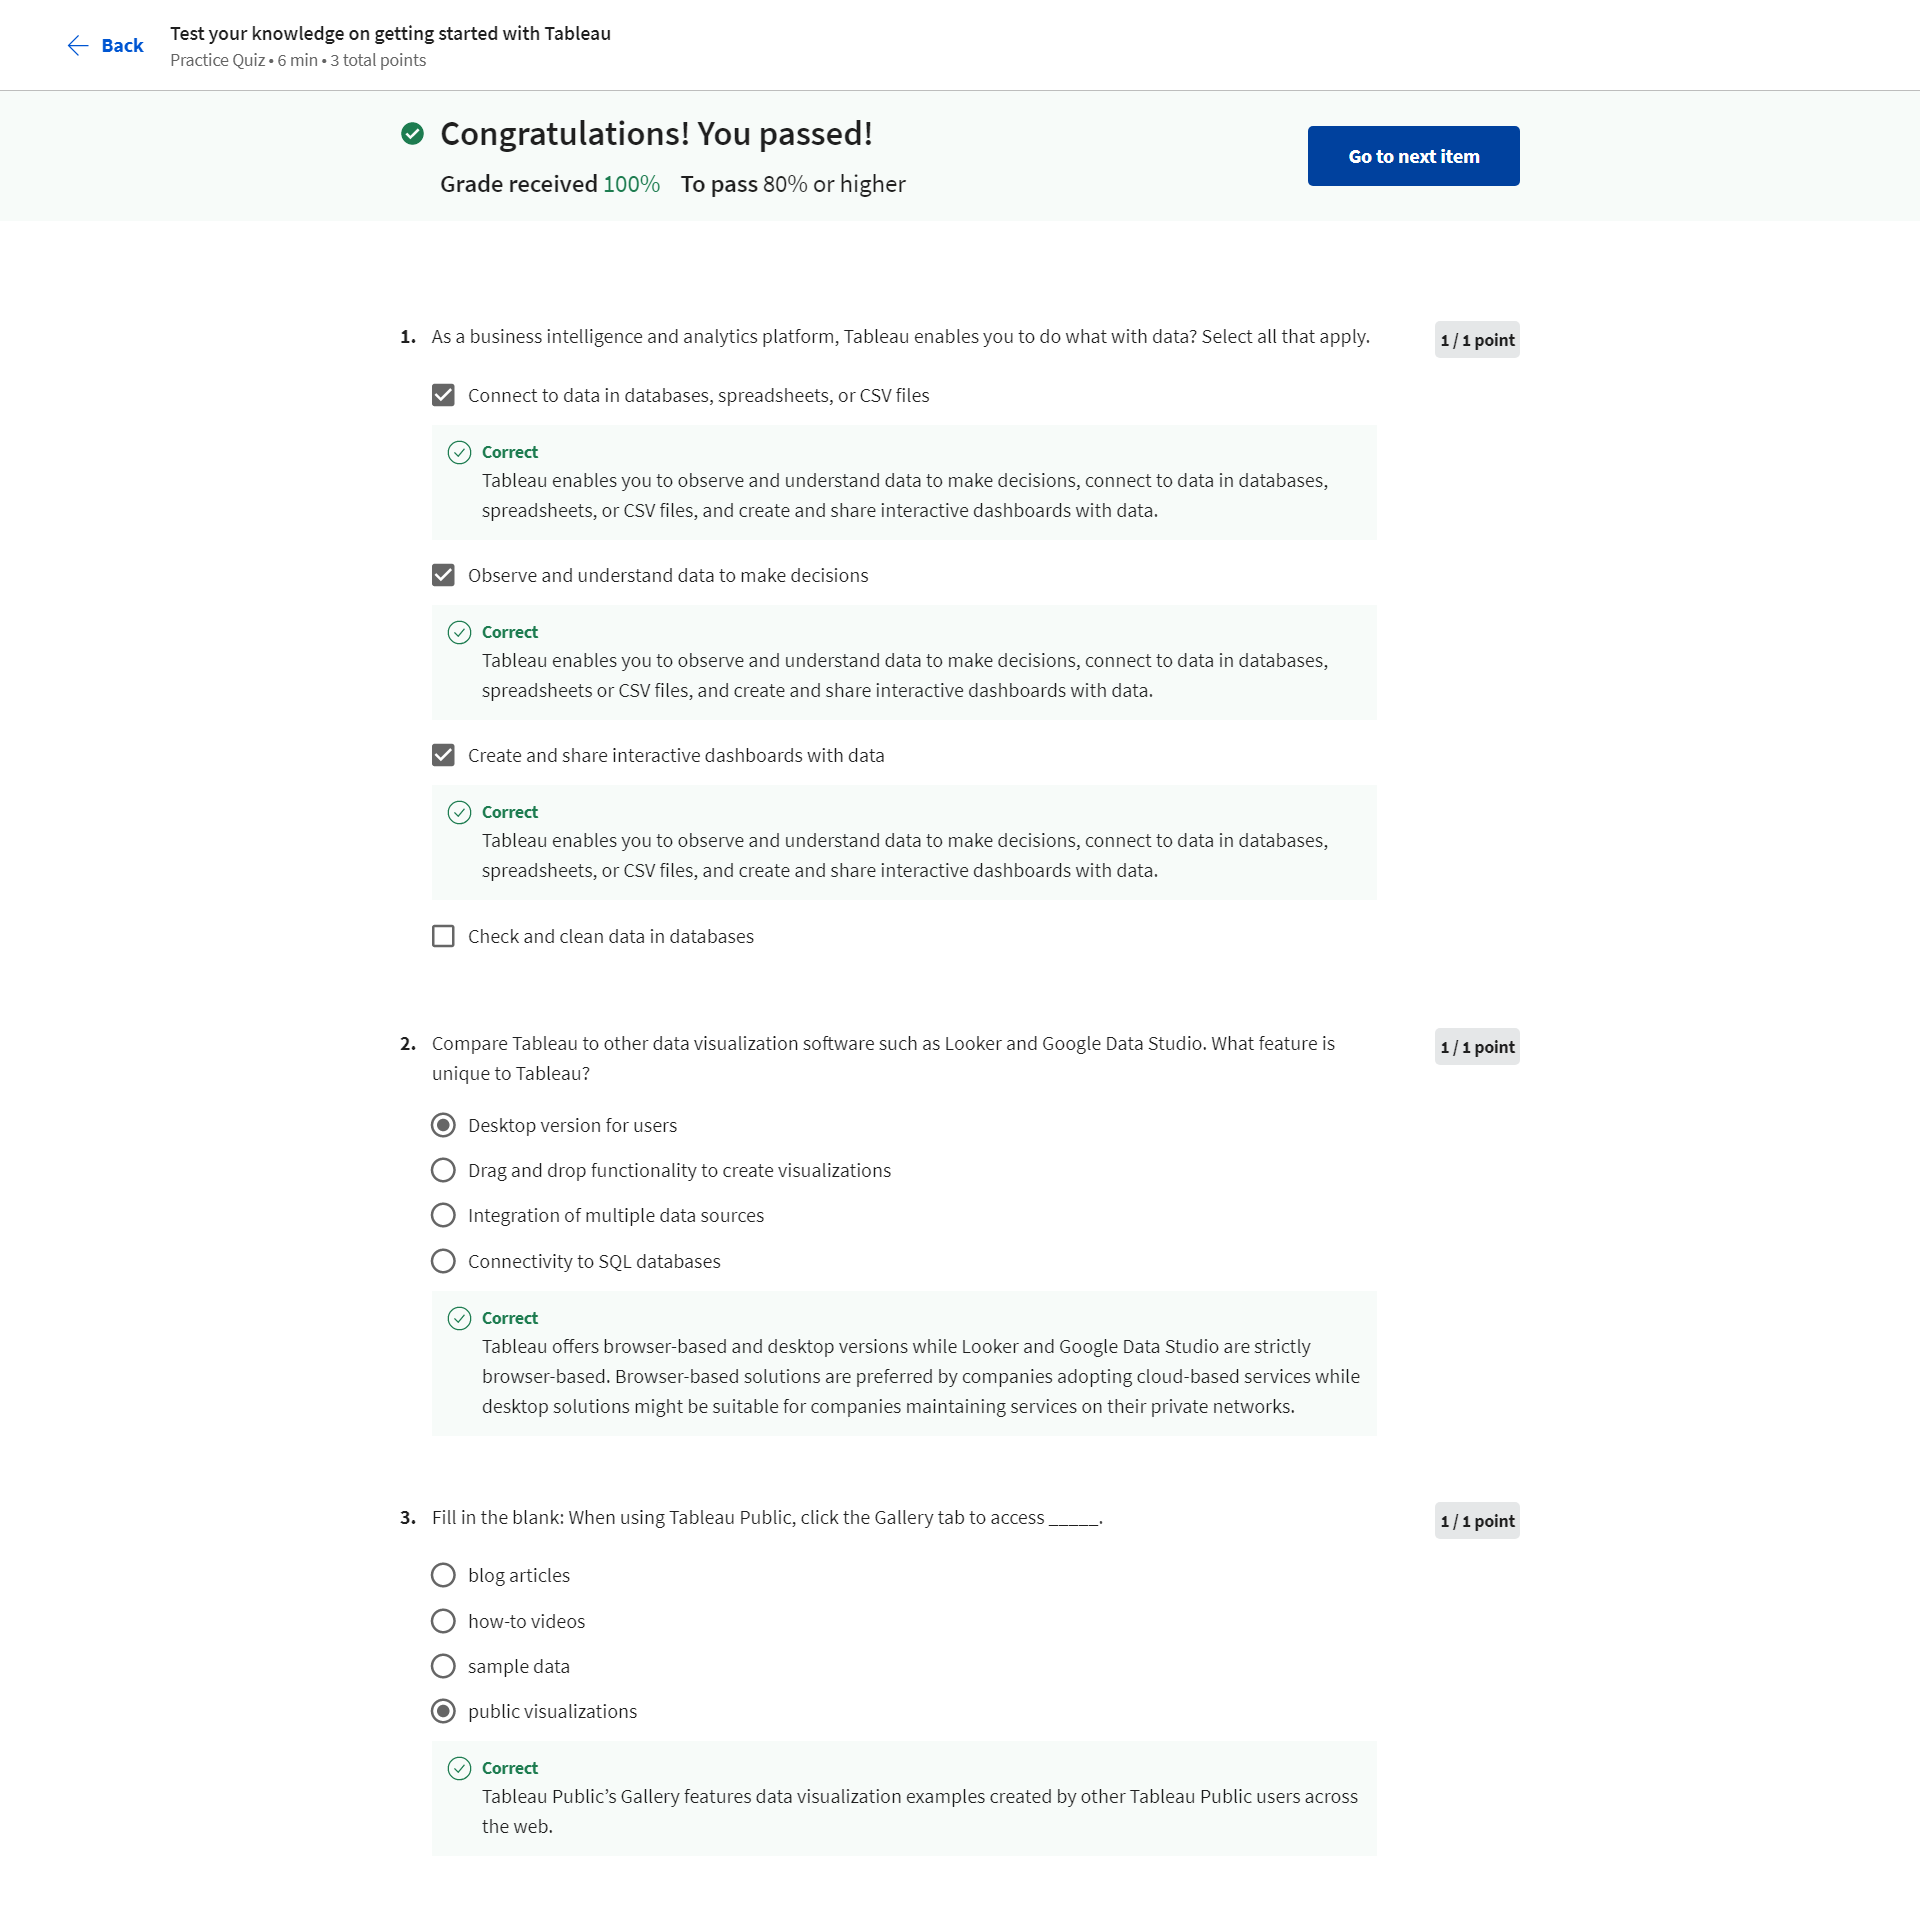 Back
Test your knowledge on getting started with Tableau
Practice Quiz • 6 min • 3 total points
Congratulations! You passed!
Grade received 100% To pass 80% or higher
Go to next item
1. As a business intelligence and analytics platform, Tableau enables you to do what with data? Select all that apply.
1 / 1 point
Connect to data in databases, spreadsheets, or CSV files
Correct
Tableau enables you to observe and understand data to make decisions, connect to data in databases,
spreadsheets, or CSV files, and create and share interactive dashboards with data.
Observe and understand data to make decisions
Correct
Tableau enables you to observe and understand data to make decisions, connect to data in databases,
spreadsheets or CSV files, and create and share interactive dashboards with data.
Create and share interactive dashboards with data
Correct
Tableau enables you to observe and understand data to make decisions, connect to data in databases,
spreadsheets, or CSV files, and create and share interactive dashboards with data.
Check and clean data in databases
2. Compare Tableau to other data visualization software such as Looker and Google Data Studio. What feature is
unique to Tableau?
1 / 1 point
Desktop version for users
Drag and drop functionality to create visualizations
Integration of multiple data sources
Connectivity to SQL databases
Correct
Tableau offers browser-based and desktop versions while Looker and Google Data Studio are strictly
browser-based. Browser-based solutions are preferred by companies adopting cloud-based services while
desktop solutions might be suitable for companies maintaining services on their private networks.
3. Fill in the blank: When using Tableau Public, click the Gallery tab to access _____.
1 / 1 point
blog articles
how-to videos
sample data
public visualizations
Correct
Tableau Public’s Gallery features data visualization examples created by other Tableau Public users across
the web.